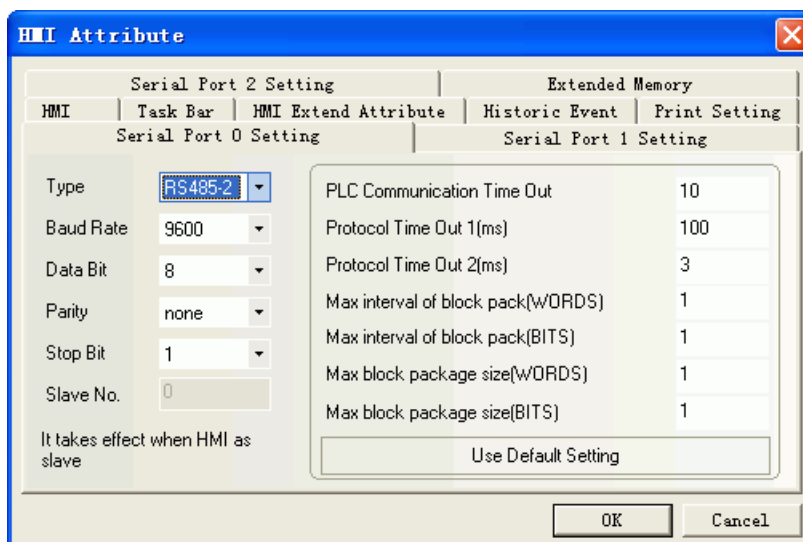 HMI Attribute
Serial Port 2 Setting
Extended Memory
HMI
Task Bar
HMI Extend Attribute
Historic Event
Print Setting
Serial Port 0 Setting
Serial Port 1 Setting
Type
RS485-2
Baud Rate
9600
Data Bit
8
Parity
none
Stop Bit
1
Slave No.
0
It takes effect when HMI as
slave
PLC Communication Time Out
10
Protocol Time Out 1(ms)
100
Protocol Time Out 2(ms)
3
Max interval of block pack(WORDS)
1
Max interval of block pack(BITS)
1
Max block package size(WORDS)
1
Max block package size(BITS)
1
Use Default Setting
OK
Cancel